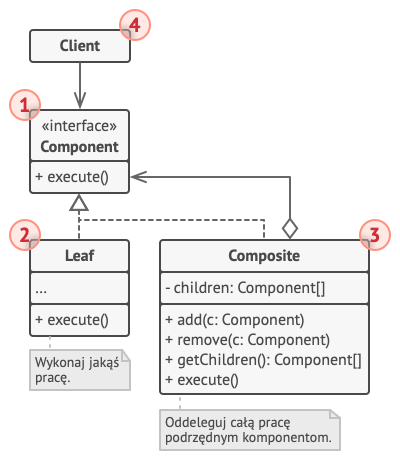 4
Client
1
«interface»
Component
+ execute()
2
Leaf
...
+ execute()
Wykonaj jakąś
pracę.
3
Composite
- children: Component[]
+ add(c: Component)
+ remove(c: Component)
+ getChildren(): Component[]
+ execute()
Oddeleguj całą pracę
podrzędnym komponentom.